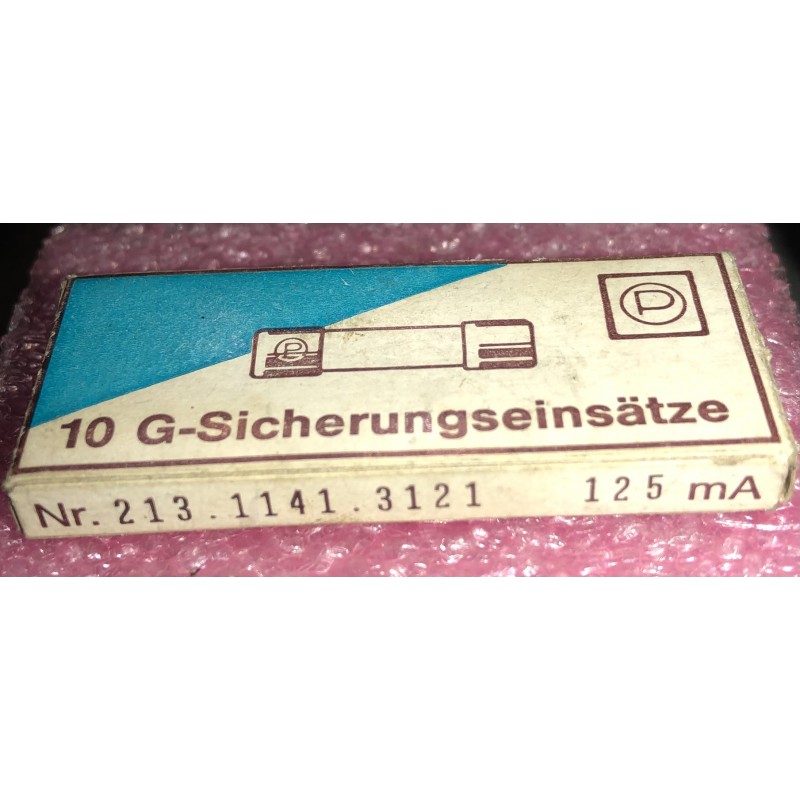 P
P
10 G-Sicherungseinsätze
Nr. 213.1141.3121 125 mA